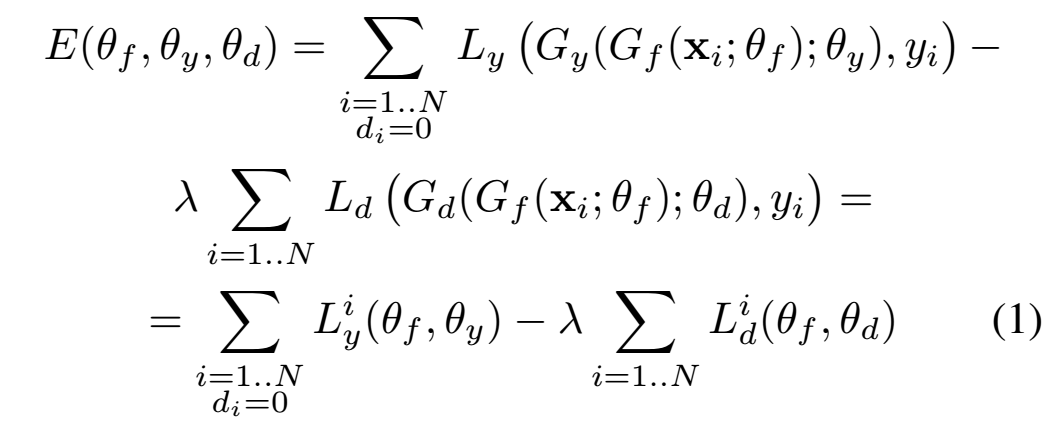 E(θ_f, θ_y, θ_d) = ∑_{i=1..N, d_i=0} L_y (G_y(G_f(𝐱_i; θ_f); θ_y), y_i) −
λ ∑_{i=1..N} L_d (G_d(G_f(𝐱_i; θ_f); θ_d), y_i) =
= ∑_{i=1..N, d_i=0} L_y^i(θ_f, θ_y) − λ ∑_{i=1..N} L_d^i(θ_f, θ_d) (1)